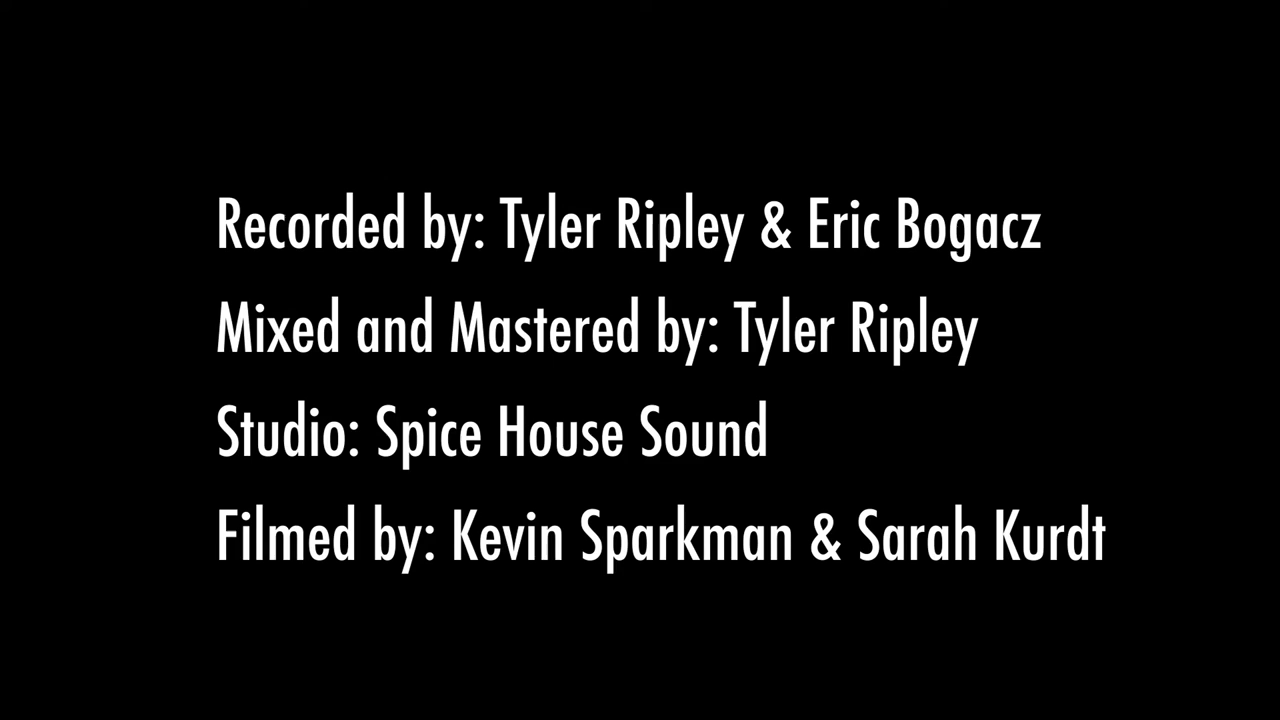 Recorded by: Tyler Ripley & Eric Bogacz
Mixed and Mastered by: Tyler Ripley
Studio: Spice House Sound
Filmed by: Kevin Sparkman & Sarah Kurdt